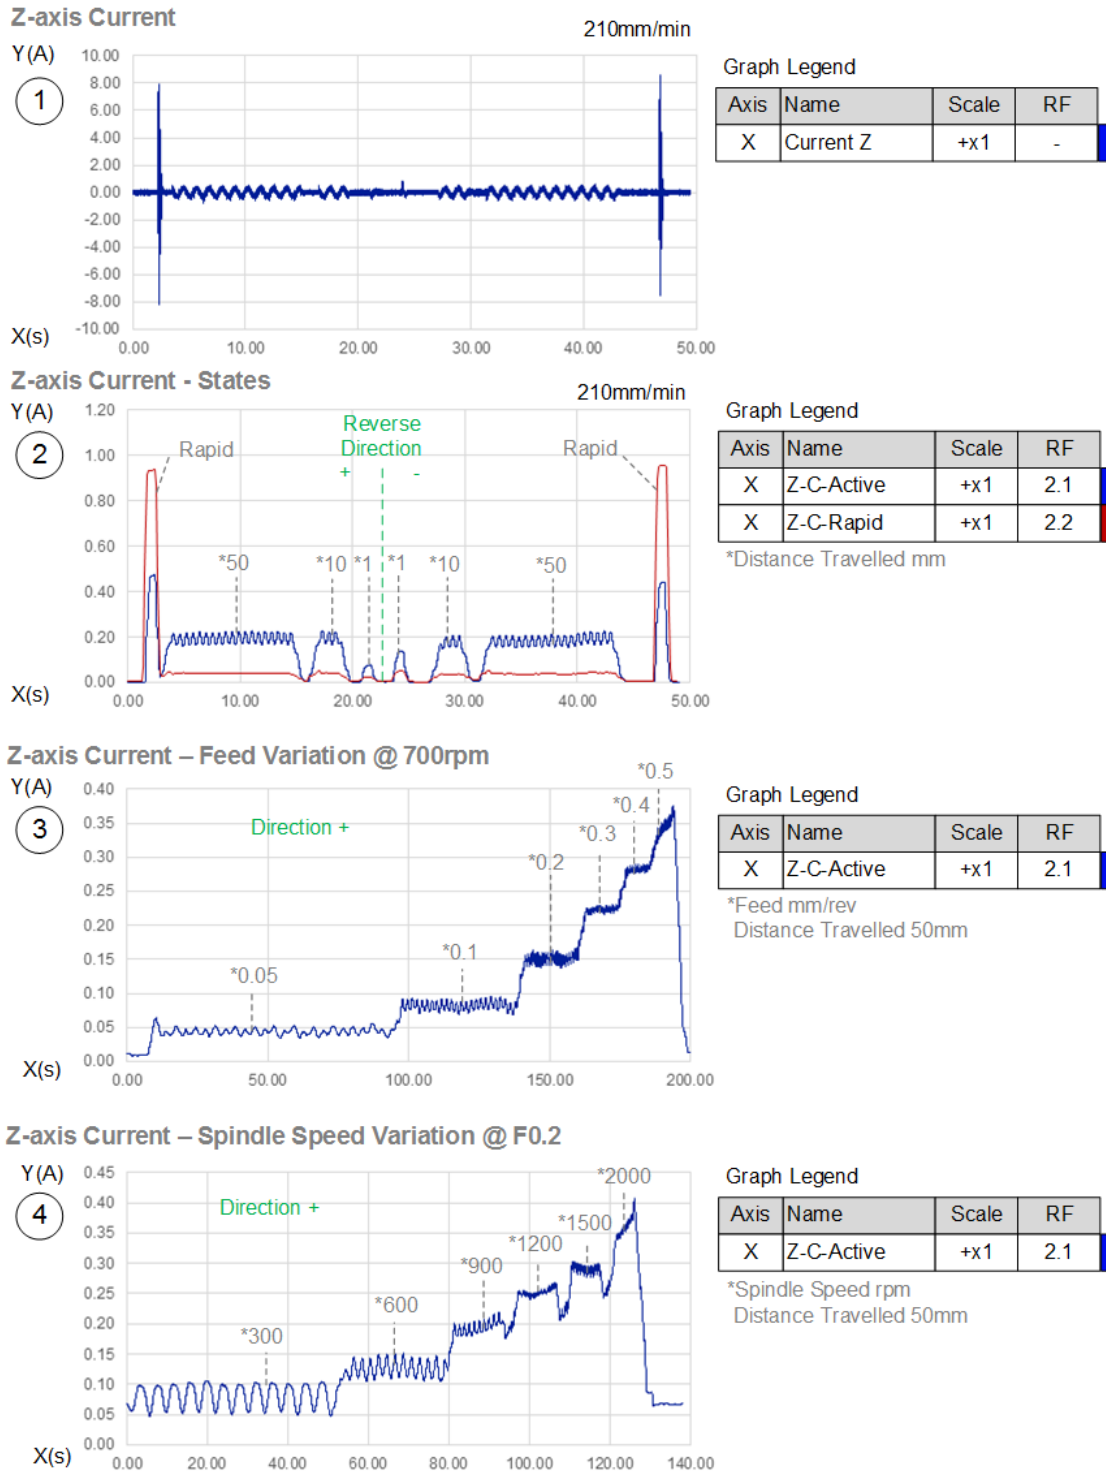 Z-axis Current
210mm/min
Y(A)
1
10.00
8.00
6.00
4.00
2.00
0.00
-2.00
-4.00
-6.00
-8.00
-10.00
X(s)
0.00 10.00 20.00 30.00 40.00 50.00
Graph Legend
Axis Name Scale RF
X Current Z +x1 -
Z-axis Current - States
210mm/min
Y(A)
2
1.20
1.00
0.80
0.60
0.40
0.20
0.00
Reverse
Direction
+ -
Rapid
Rapid
*50 *10 *1 *1 *10 *50
X(s)
0.00 10.00 20.00 30.00 40.00 50.00
Graph Legend
Axis Name Scale RF
X Z-C-Active +x1 2.1
X Z-C-Rapid +x1 2.2
*Distance Travelled mm
Z-axis Current – Feed Variation @ 700rpm
Y(A)
3
0.40
0.35
0.30
0.25
0.20
0.15
0.10
0.05
0.00
Direction +
*0.05
*0.1
*0.2
*0.3
*0.4
*0.5
X(s)
0.00 50.00 100.00 150.00 200.00
Graph Legend
Axis Name Scale RF
X Z-C-Active +x1 2.1
*Feed mm/rev
Distance Travelled 50mm
Z-axis Current – Spindle Speed Variation @ F0.2
Y(A)
4
0.45
0.40
0.35
0.30
0.25
0.20
0.15
0.10
0.05
0.00
Direction +
*300
*600
*900
*1200
*1500
*2000
X(s)
0.00 20.00 40.00 60.00 80.00 100.00 120.00 140.00
Graph Legend
Axis Name Scale RF
X Z-C-Active +x1 2.1
*Spindle Speed rpm
Distance Travelled 50mm